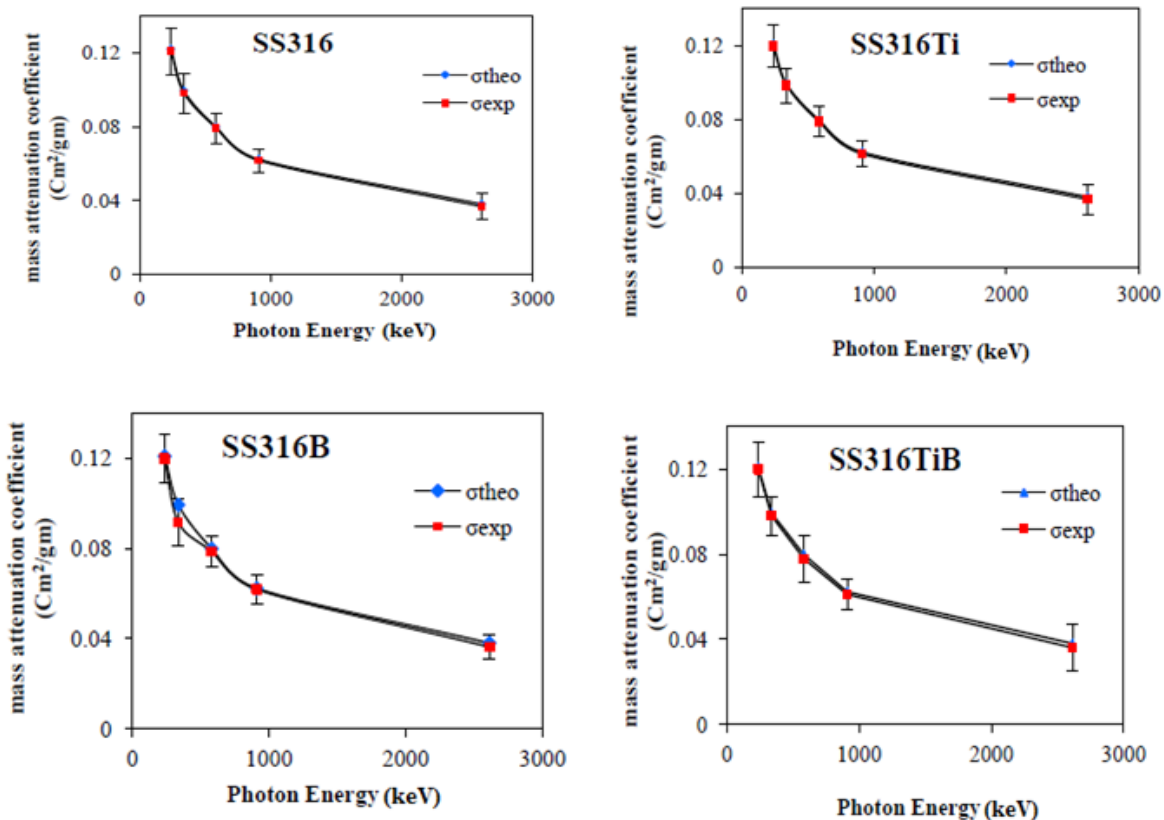 SS316
mass attenuation coefficient
(Cm²/gm)
0.12
0.08
0.04
0
σtheo
σexp
0
1000
2000
3000
Photon Energy (keV)
SS316Ti
mass attenuation coefficient
(Cm²/gm)
0.12
0.08
0.04
0
σtheo
σexp
0
1000
2000
3000
Photon Energy (keV)
SS316B
mass attenuation coefficient
(Cm²/gm)
0.12
0.08
0.04
0
σtheo
σexp
0
1000
2000
3000
Photon Energy (keV)
SS316TiB
mass attenuation coefficient
(Cm²/gm)
0.12
0.08
0.04
0
σtheo
σexp
0
1000
2000
3000
Photon Energy (keV)